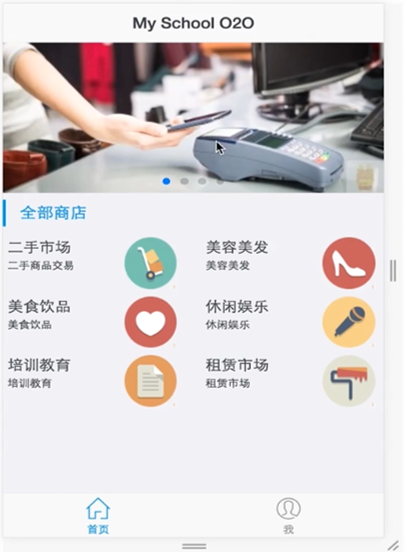 My School O2O
全部商店
二手市场
二手商品交易
美容美发
美容美发
美食饮品
美食饮品
休闲娱乐
休闲娱乐
培训教育
培训教育
租赁市场
租赁市场
首页
我